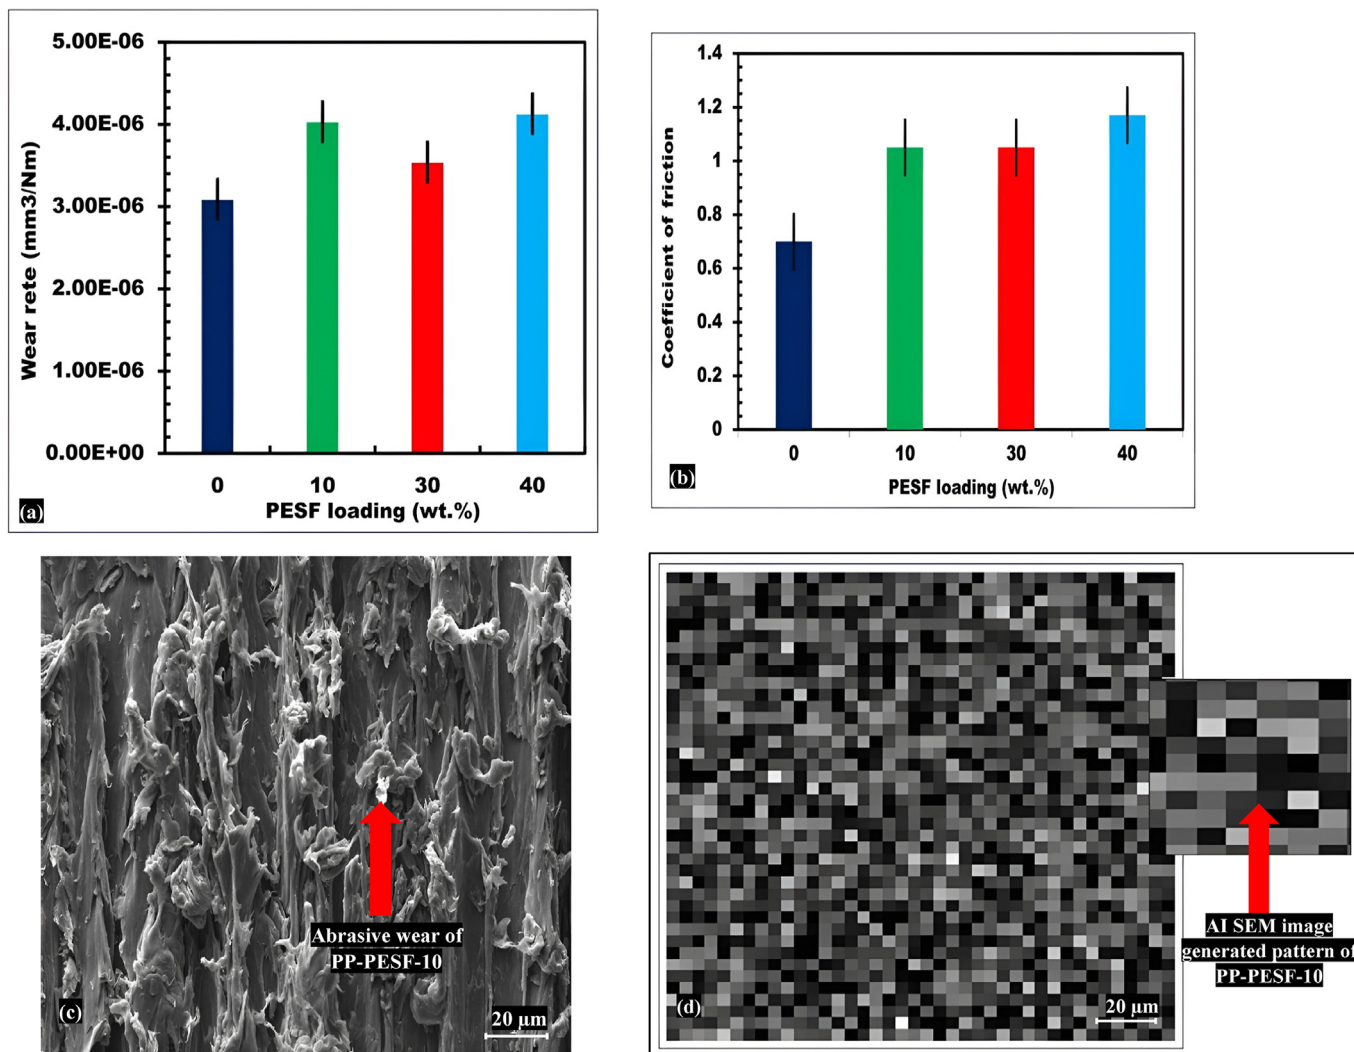 5.00E-06
4.00E-06
3.00E-06
2.00E-06
1.00E-06
0.00E+00
Wear rete (mm3/Nm)
0 10 30 40
PESF loading (wt.%)
(a)
1.4
1.2
1
0.8
0.6
0.4
0.2
0
Coefficient of friction
0 10 30 40
PESF loading (wt.%)
(b)
Abrasive wear of
PP-PESF-10
(c)
20 μm
AI SEM image
generated pattern of
PP-PESF-10
(d)
20 μm